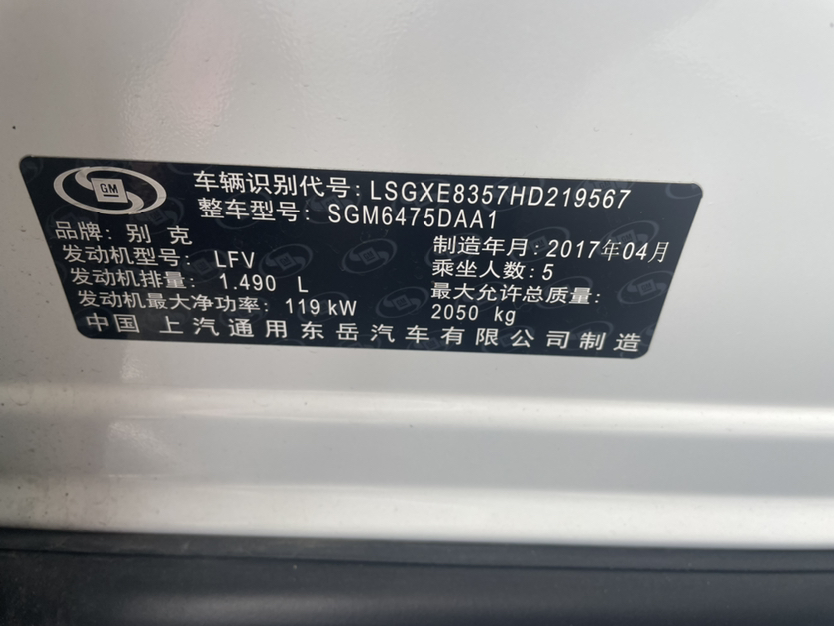 GM
车辆识别代号: LSGXE8357HD219567
整车型号: SGM6475DAA1
品牌: 别克
制造年月: 2017年04月
发动机型号: LFV
乘坐人数: 5
发动机排量: 1.490 L
最大允许总质量:
2050 kg
发动机最大净功率: 119 kW
中国 上汽通用东岳汽车有限公司制造